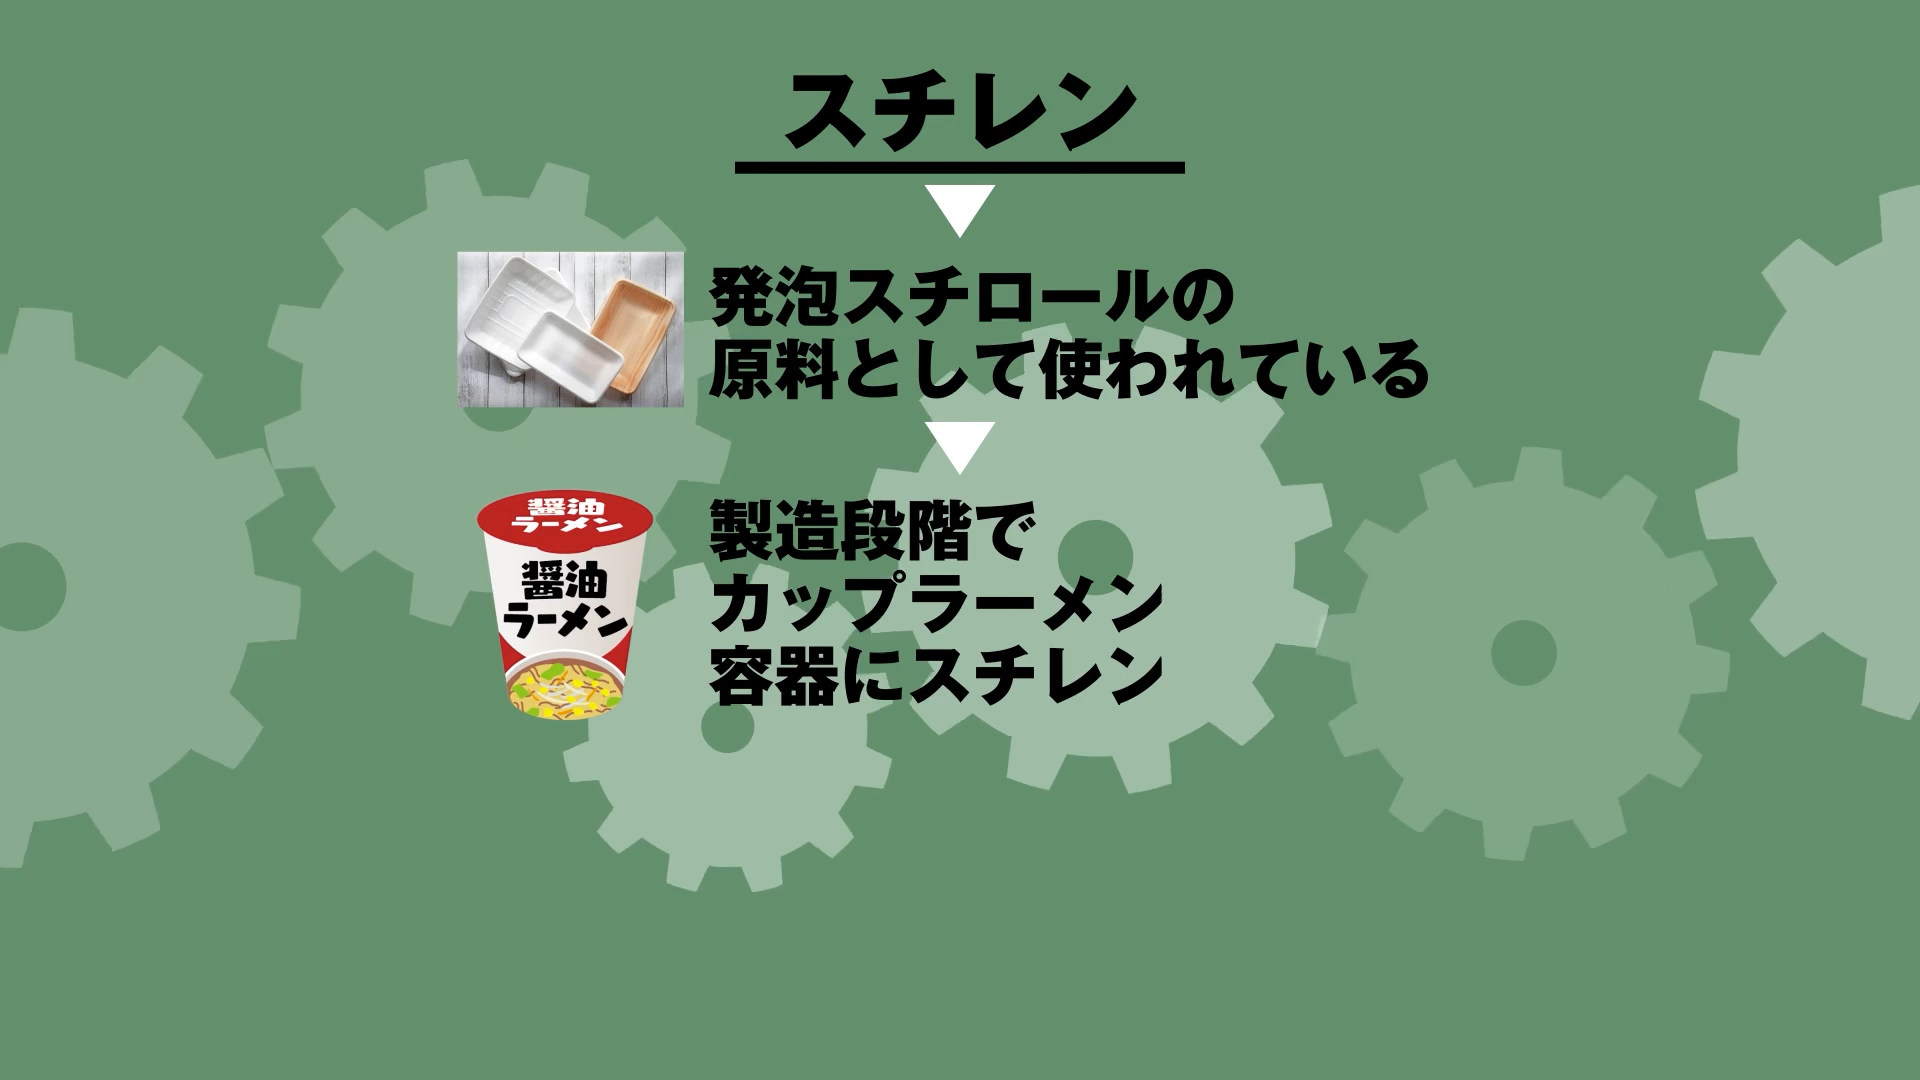 スチレン
発泡スチロールの
原料として使われている
醤油
ラーメン
醤油
ラーメン
製造段階で
カップラーメン
容器にスチレン